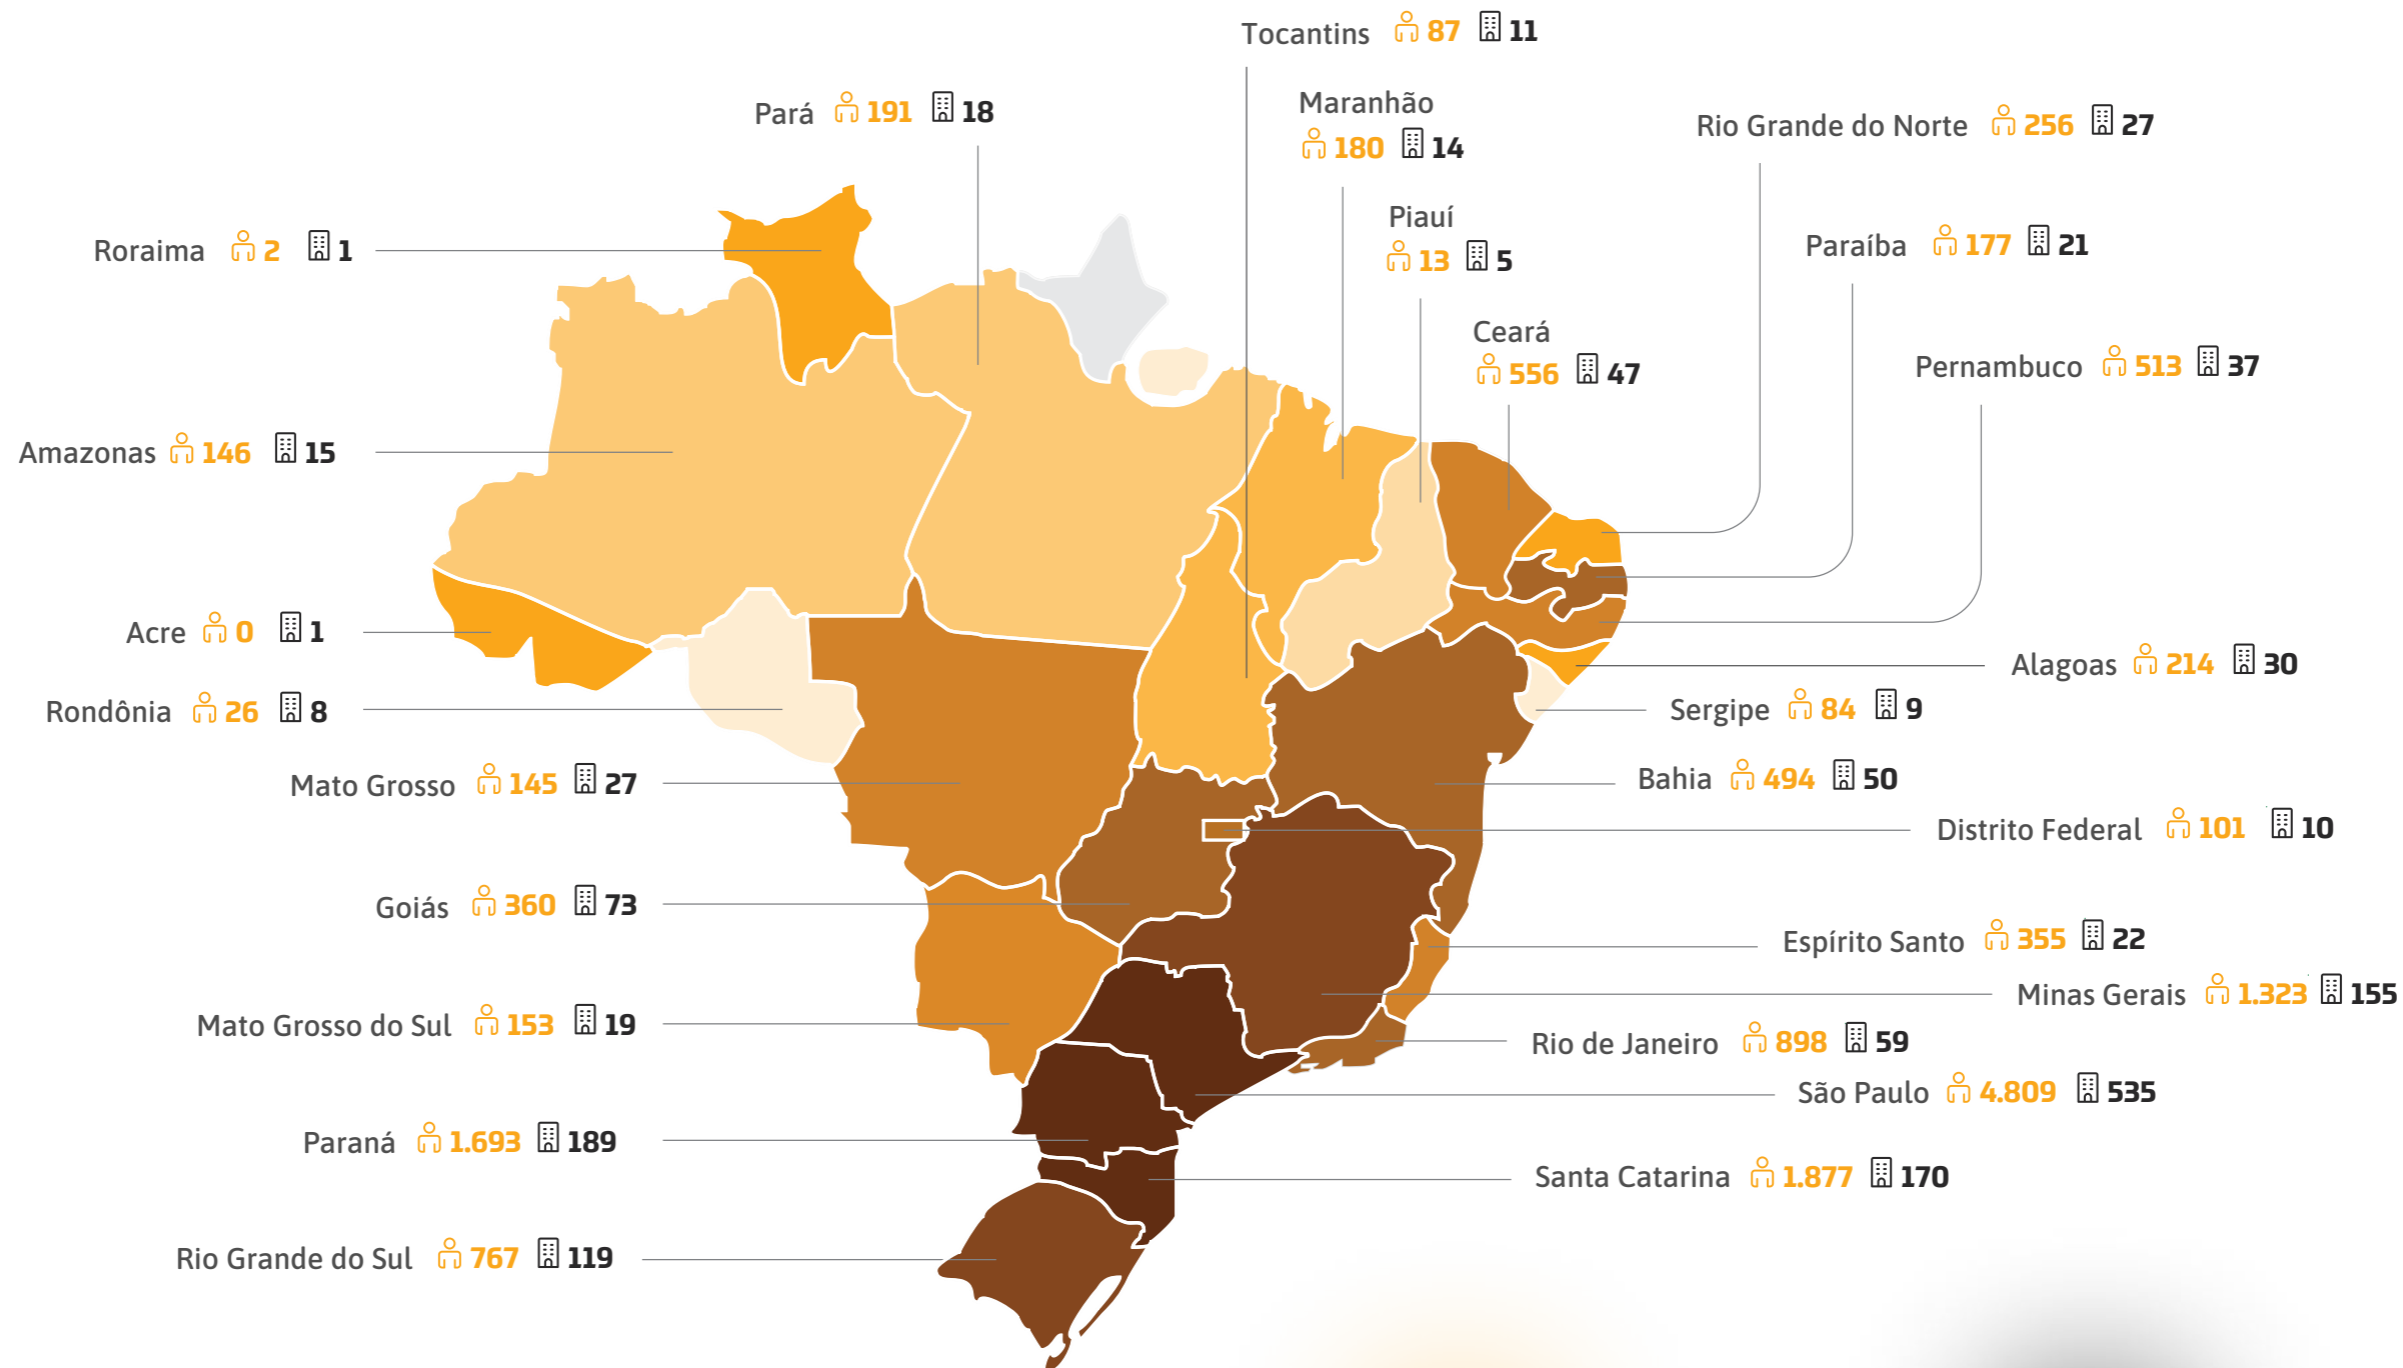 Tocantins 87 11
Pará 191 18
Maranhão
180 14
Rio Grande do Norte 256 27
Piauí
13 5
Roraima 2 1
Paraíba 177 21
Ceará
556 47
Pernambuco 513 37
Amazonas 146 15
Acre 0 1
Alagoas 214 30
Rondônia 26 8
Sergipe 84 9
Mato Grosso 145 27
Bahia 494 50
Distrito Federal 101 10
Goiás 360 73
Espírito Santo 355 22
Minas Gerais 1.323 155
Mato Grosso do Sul 153 19
Rio de Janeiro 898 59
São Paulo 4.809 535
Paraná 1.693 189
Santa Catarina 1.877 170
Rio Grande do Sul 767 119